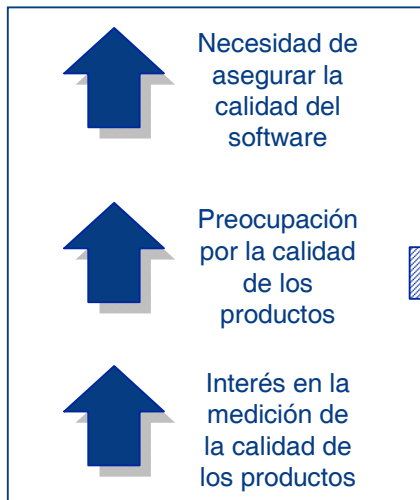 Necesidad de
asegurar la
calidad del
software
Preocupación
por la calidad
de los
productos
Interés en la
medición de
la calidad de
los productos